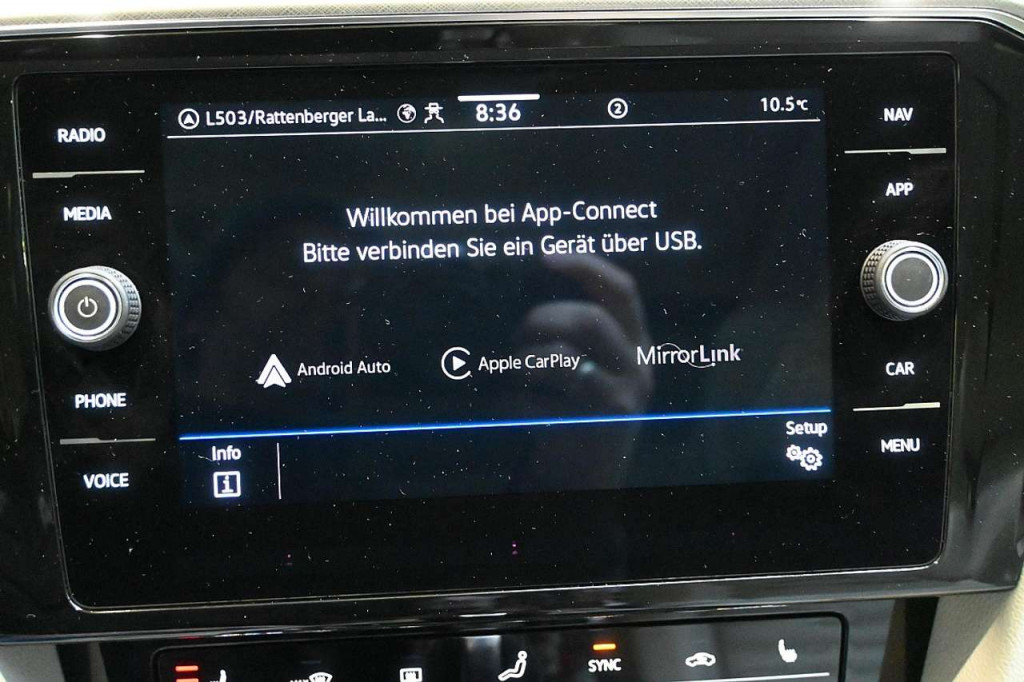 RADIO
MEDIA
PHONE
VOICE
L503/Rattenberger La...
8:36
2
10.5°C
Willkommen bei App-Connect
Bitte verbinden Sie ein Gerät über USB.
Android Auto
Apple CarPlay
MirrorLink
Info
i
Setup
NAV
APP
CAR
MENU
SYNC